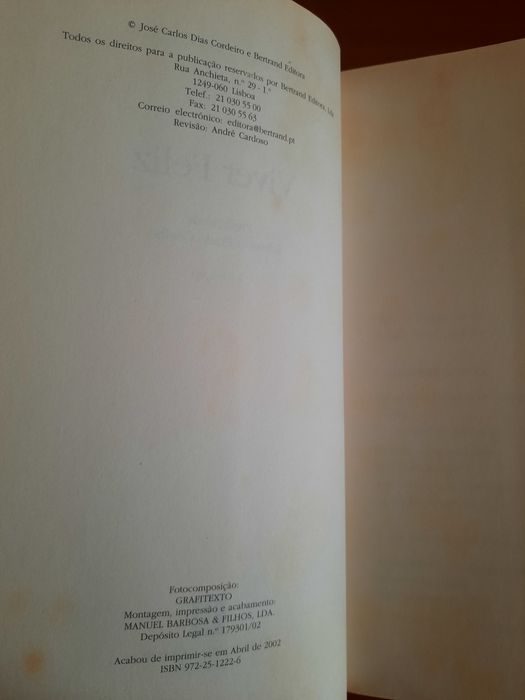 © José Carlos Dias Cordeiro e Bertrand Editora
Todos os direitos para a publicação reservados por Bertrand Editora, Lda
Rua Anchieta, n.º 29 - 1.º
1249-060 Lisboa
Telef.: 21 030 55 00
Fax: 21 030 55 63
Correio electrónico: editora@bertrand.pt
Revisão: André Cardoso
Viver Feliz
Fotocomposição:
GRAFITEXTO
Montagem, impressão e acabamento:
MANUEL BARBOSA & FILHOS, LDA.
Depósito Legal n.º 179301/02
Acabou de imprimir-se em Abril de 2002
ISBN 972-25-1222-6